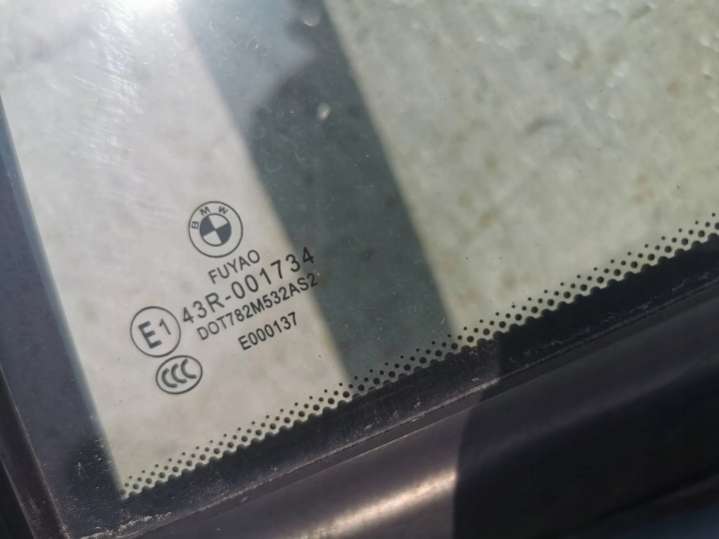 BMW
FUYAO
E1 43R-001734
DOT782M532AS2
E000137
CCC